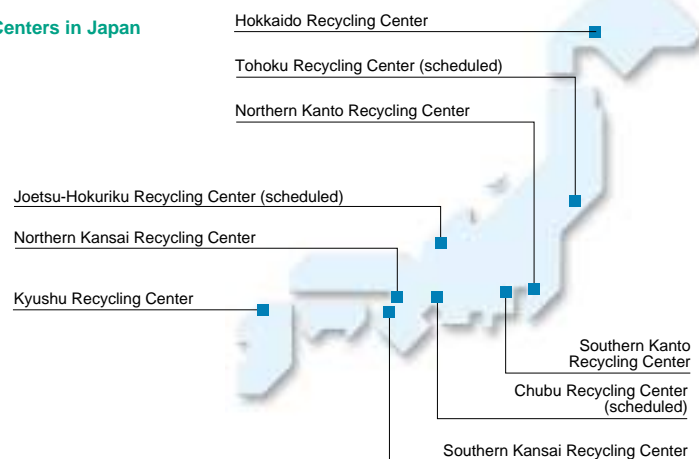 Centers in Japan
Hokkaido Recycling Center
Tohoku Recycling Center (scheduled)
Northern Kanto Recycling Center
Joetsu-Hokuriku Recycling Center (scheduled)
Northern Kansai Recycling Center
Kyushu Recycling Center
Southern Kanto
Recycling Center
Chubu Recycling Center
(scheduled)
Southern Kansai Recycling Center